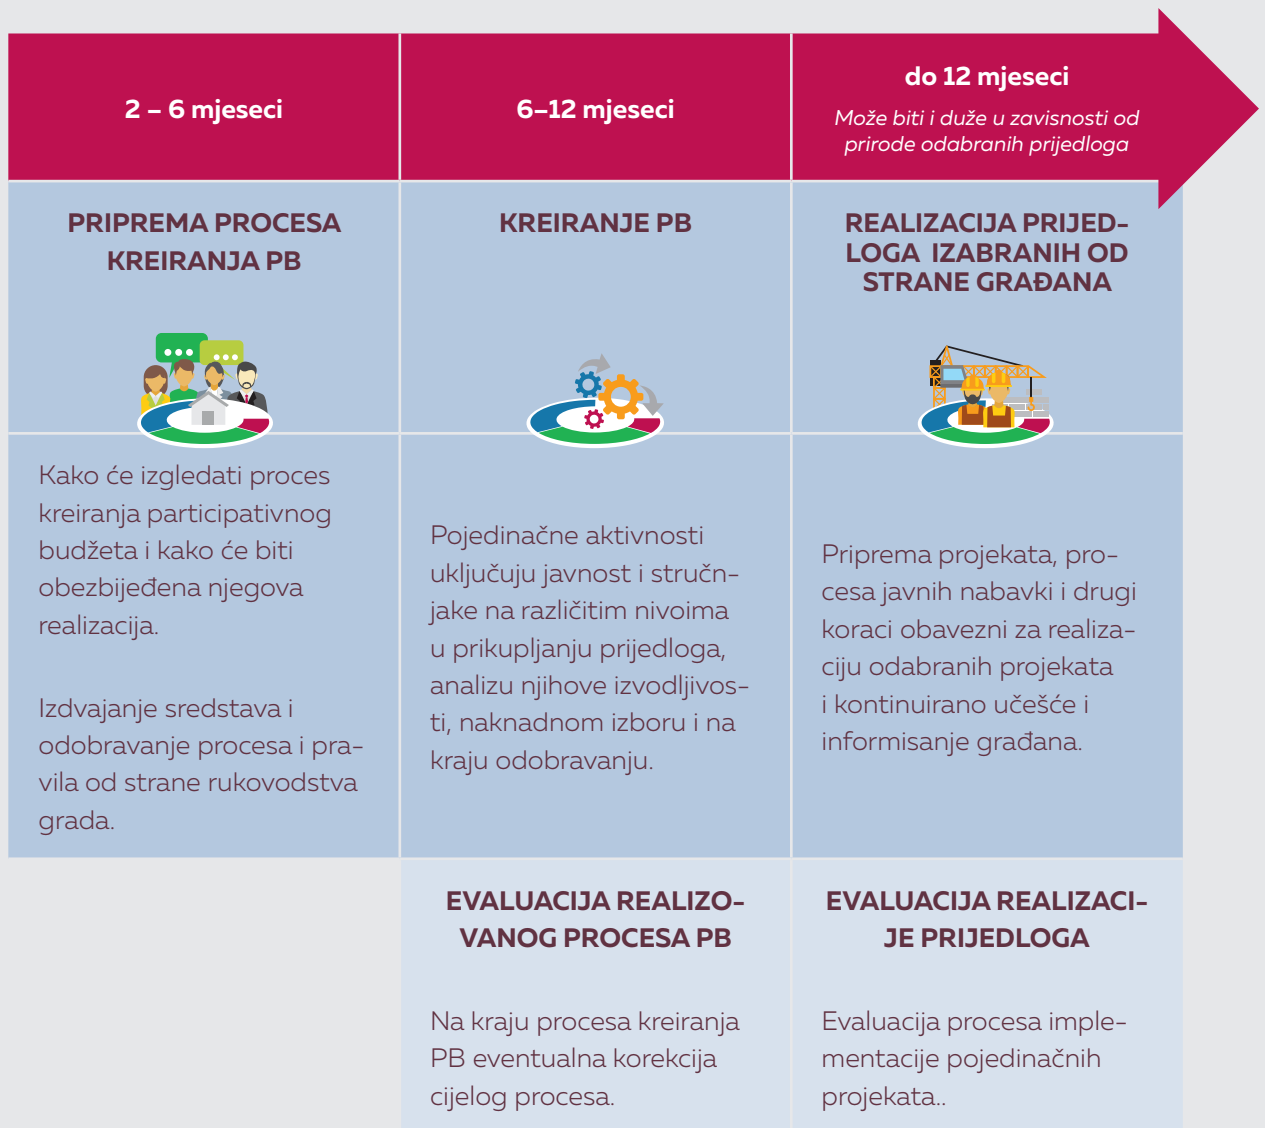 2 – 6 mjeseci
6–12 mjeseci
do 12 mjeseci
Može biti i duže u zavisnosti od
prirode odabranih prijedloga
PRIPREMA PROCESA
KREIRANJA PB
KREIRANJE PB
REALIZACIJA PRIJED-
LOGA IZABRANIH OD
STRANE GRAĐANA
Kako će izgledati proces
kreiranja participativnog
budžeta i kako će biti
obezbijeđena njegova
realizacija.
Izdvajanje sredstava i
odobravanje procesa i pra-
vila od strane rukovodstva
grada.
Pojedinačne aktivnosti
uključuju javnost i struč-
njake na različitim nivoima
u prikupljanju prijedloga,
analizu njihove izvodljivos-
ti, naknadnom izboru i na
kraju odobravanju.
Priprema projekata, pro-
cesa javnih nabavki i drugi
koraci obavezni za realiza-
ciju odabranih projekata
i kontinuirano učešće i
informisanje građana.
EVALUACIJA REALIZO-
VANOG PROCESA PB
Na kraju procesa kreiranja
PB eventualna korekcija
cijelog procesa.
EVALUACIJA REALIZACI-
JE PRIJEDLOGA
Evaluacija procesa imple-
mentacije pojedinačnih
projekata..